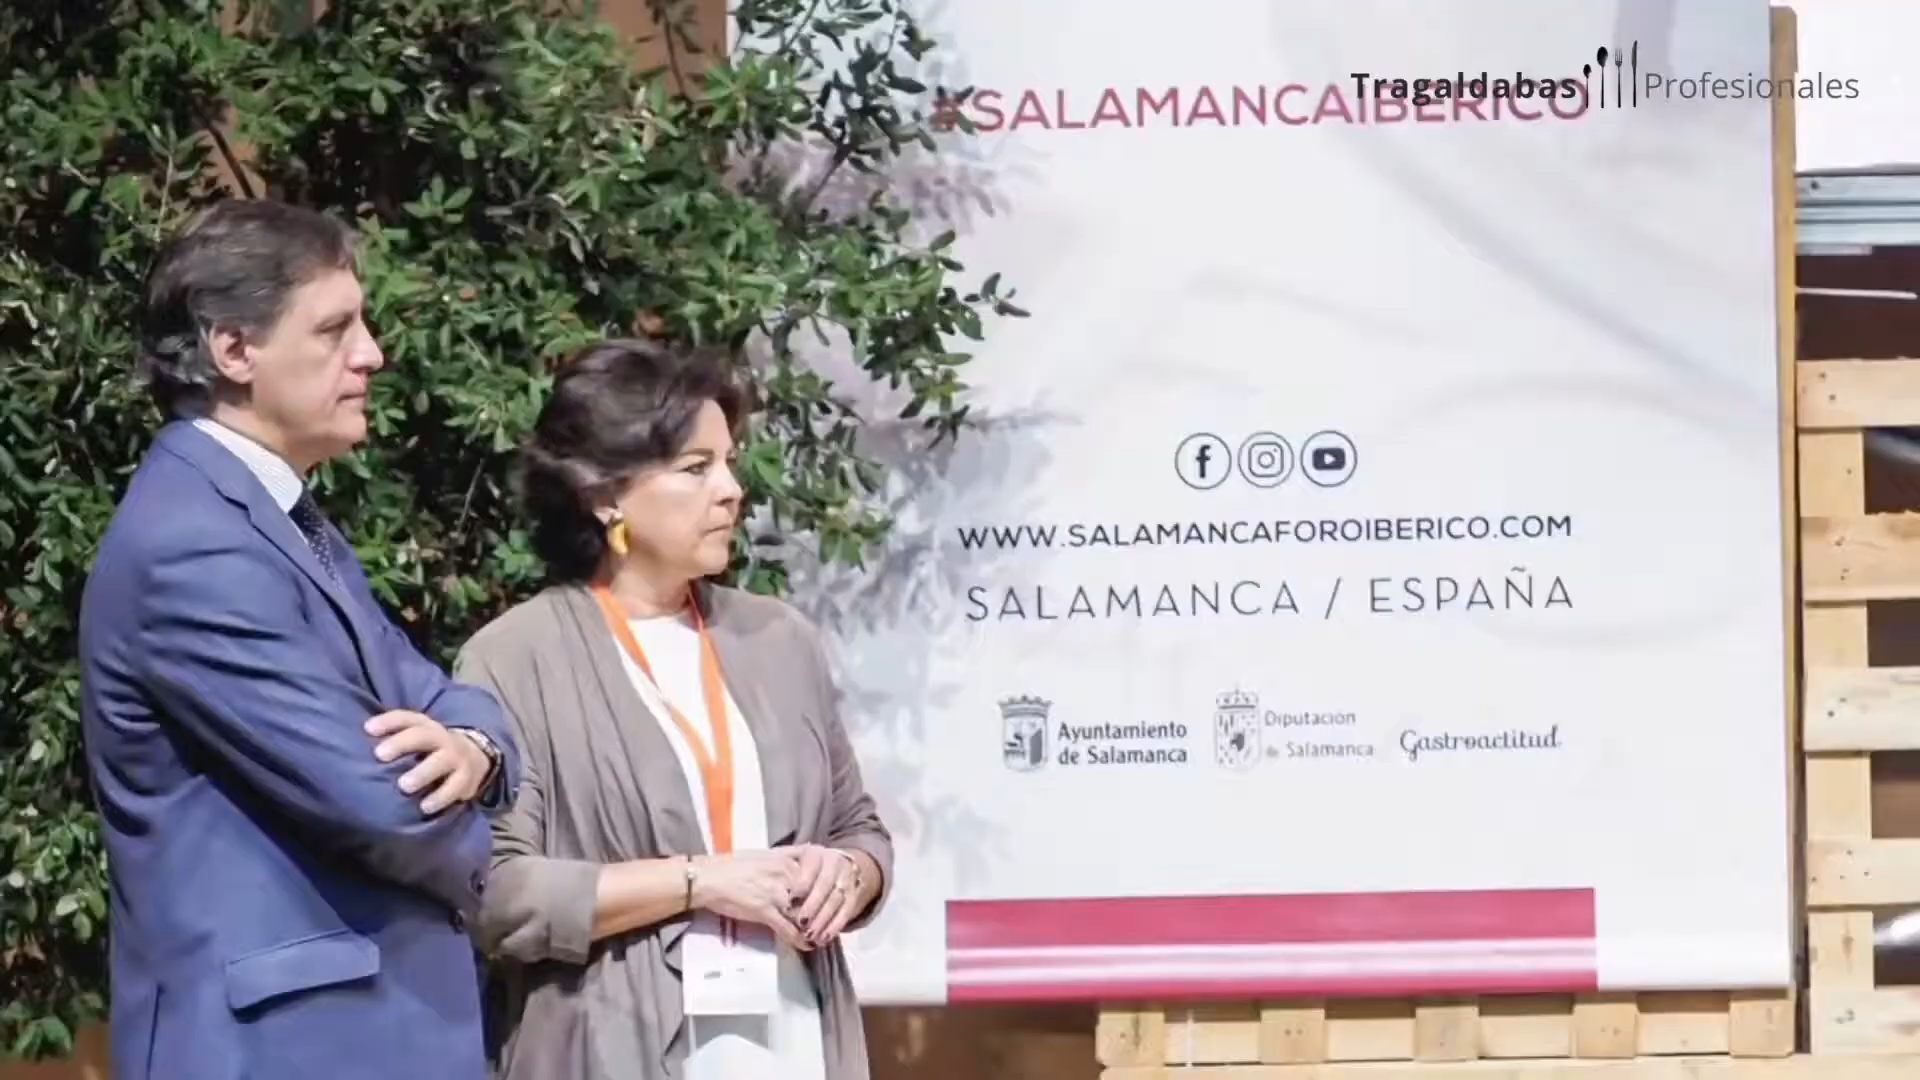 Tragaldabas Profesionales
#SALAMANCAIBERICO
WWW.SALAMANCAFOROIBERICO.COM
SALAMANCA / ESPAÑA
Ayuntamiento
de Salamanca
Diputación
de Salamanca
Gastroactitud